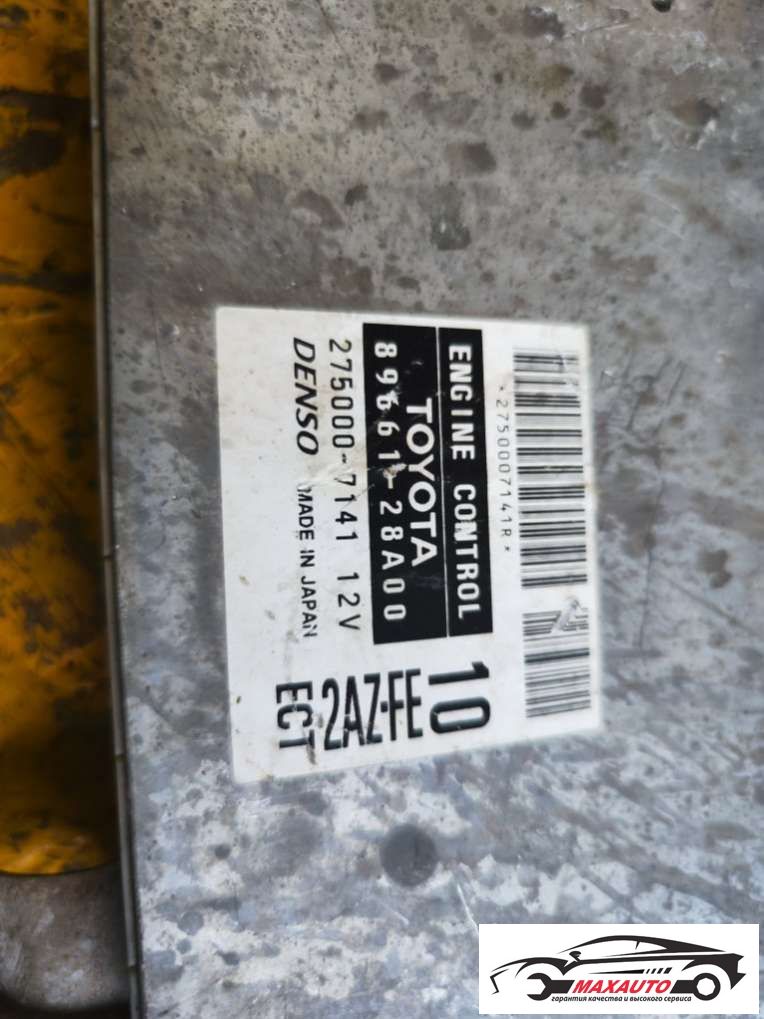 *2750007141R*
ENGINE CONTROL
TOYOTA
89661-28A00
275000-7141 12V
DENSO MADE IN JAPAN
10
2AZ-FE
ECT
MAXAUTO
гарантия качества и высокого сервиса